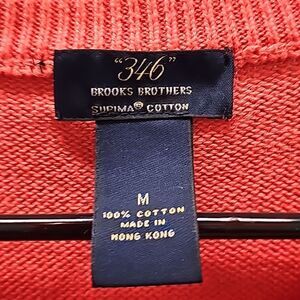 "346"
BROOKS BROTHERS
SUPIMA® COTTON
M
100% COTTON
MADE IN
HONG KONG